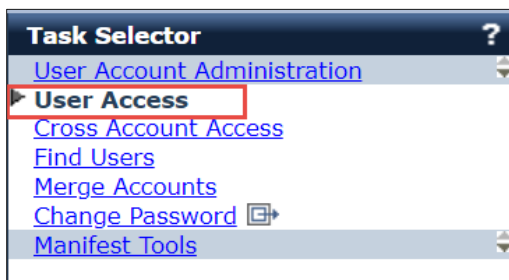 Task Selector ?
User Account Administration
User Access
Cross Account Access
Find Users
Merge Accounts
Change Password
Manifest Tools